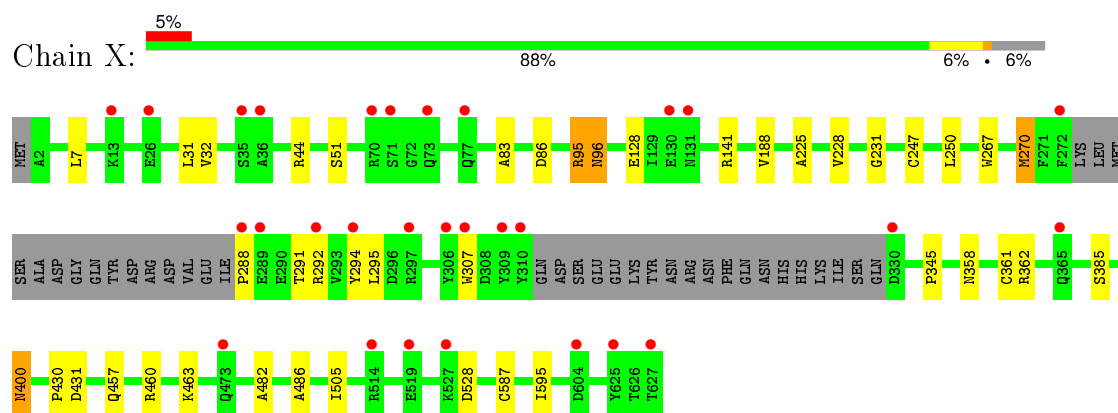 5%
Chain X:
88% 6% • 6%
MET A2 L7 K13 E26 L31 V32 S35 A36 R44 S51 R70 S71 G72 Q73 Q77 A83 D86 R95 N96 E128 I129 E130 N131 R141 V188 A225 V228 G231 C247 L250 W267 M270 F271 F272 LYS LEU MET
SER ALA ASP GLY GLN TYR ASP ARG ASP VAL GLU ILE P288 E289 E290 T291 R292 V293 Y294 L295 D296 R297 Y306 W307 D308 Y309 Y310 GLN ASP SER GLU GLU LYS TYR ASN ARG ASN PHE GLN ASN HIS HIS LYS ILE SER GLN D330 P345 N358 C361 R362 Q365 S385
N400 P430 D431 Q457 R460 K463 Q473 A482 A486 I505 R514 E519 K527 D528 C587 I595 D604 Y625 T626 T627